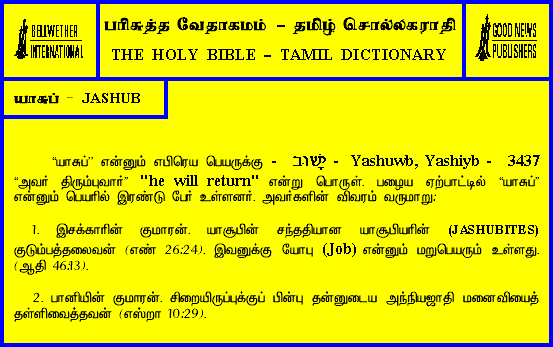 BELLWETHER
INTERNATIONAL
பரிசுத்த வேதாகமம் – தமிழ் சொல்லகராதி
THE HOLY BIBLE – TAMIL DICTIONARY
GOOD NEWS
PUBLISHERS
யாசுப் – JASHUB
“யாசுப்” என்னும் எபிரெய பெயருக்கு - יָשׁוּב - Yashuwb, Yashiyb - 3437
“அவர் திரும்புவார்” "he will return" என்று பொருள். பழைய ஏற்பாட்டில் “யாசுப்”
என்னும் பெயரில் இரண்டு பேர் உள்ளனர். அவர்களின் விவரம் வருமாறு:
1. இசக்காரின் குமாரன். யாசூபின் சந்ததியான யாசூபியரின் (JASHUBITES)
குடும்பத்தலைவன் (எண் 26:24). இவனுக்கு யோபு (Job) என்னும் மறுபெயரும் உள்ளது.
(ஆதி 46:13).
2. பானியின் குமாரன். சிறையிருப்புக்குப் பின்பு தன்னுடைய அந்நியஜாதி மனைவியைத்
தள்ளிவைத்தவன் (எஸ்றா 10:29).